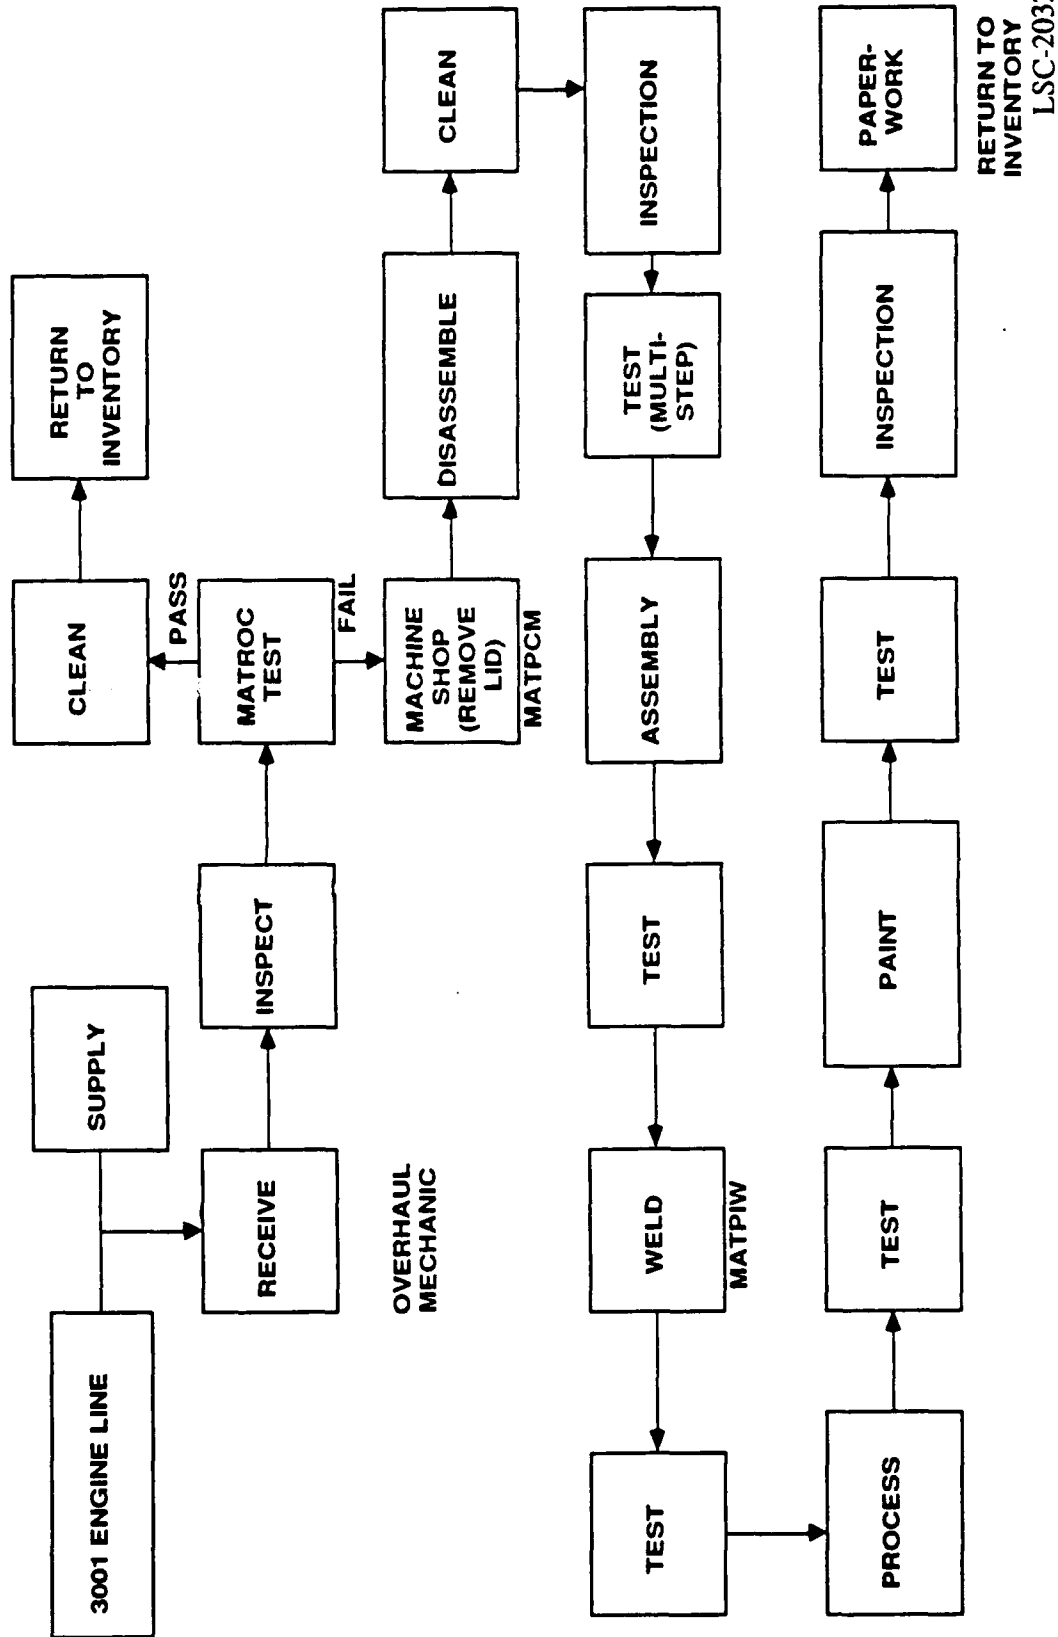 3001 ENGINE LINE
SUPPLY
RECEIVE
OVERHAUL
MECHANIC
INSPECT
MATROC
TEST
PASS
FAIL
CLEAN
RETURN
TO
INVENTORY
MACHINE
SHOP
(REMOVE
LID)
MATPCM
DISASSEMBLE
CLEAN
INSPECTION
TEST
(MULTI-
STEP)
ASSEMBLY
TEST
WELD
MATPIW
TEST
PROCESS
TEST
PAINT
TEST
INSPECTION
PAPER-
WORK
RETURN TO
INVENTORY